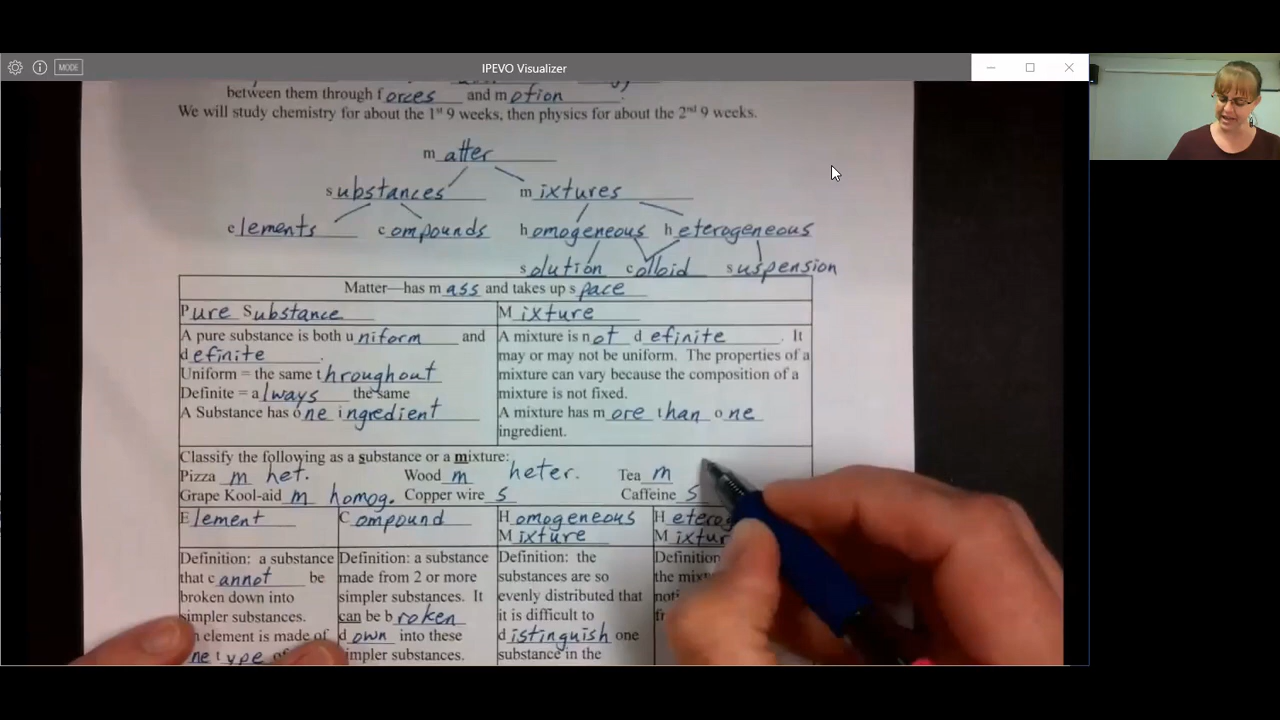 MODE
IPEVO Visualizer
between them through forces and motion.
We will study chemistry for about the 1st 9 weeks, then physics for about the 2nd 9 weeks.
matter
substances mixtures
elements compounds homogeneous heterogeneous
solution colloid suspension
Matter—has mass and takes up space
Pure Substance
Mixture
A pure substance is both uniform and
definite.
Uniform = the same throughout
Definite = always the same
A Substance has one ingredient
A mixture is not definite. It
may or may not be uniform. The properties of a
mixture can vary because the composition of a
mixture is not fixed.
A mixture has more than one
ingredient.
Classify the following as a substance or a mixture:
Pizza m het. Wood m heter. Tea m
Grape Kool-aid m homog. Copper wire s Caffeine s
Element
Compound
Homogeneous
Mixture
Definition: a substance
that cannot be
broken down into
simpler substances.
element is made of
type
Definition: a substance
made from 2 or more
simpler substances. It
can be broken
down into these
simpler substances.
Definition: the
substances are so
evenly distributed that
it is difficult to
distinguish one
substance in the
Definition
the